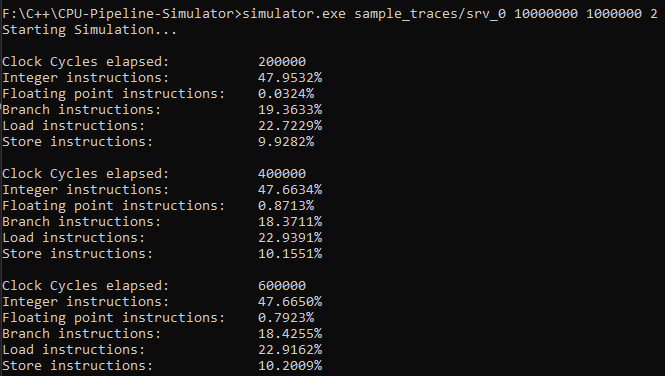 F:\C++\CPU-Pipeline-Simulator>simulator.exe sample_traces/srv_0 10000000 1000000 2
Starting Simulation...
Clock Cycles elapsed: 200000
Integer instructions: 47.9532%
Floating point instructions: 0.0324%
Branch instructions: 19.3633%
Load instructions: 22.7229%
Store instructions: 9.9282%
Clock Cycles elapsed: 400000
Integer instructions: 47.6634%
Floating point instructions: 0.8713%
Branch instructions: 18.3711%
Load instructions: 22.9391%
Store instructions: 10.1551%
Clock Cycles elapsed: 600000
Integer instructions: 47.6650%
Floating point instructions: 0.7923%
Branch instructions: 18.4255%
Load instructions: 22.9162%
Store instructions: 10.2009%